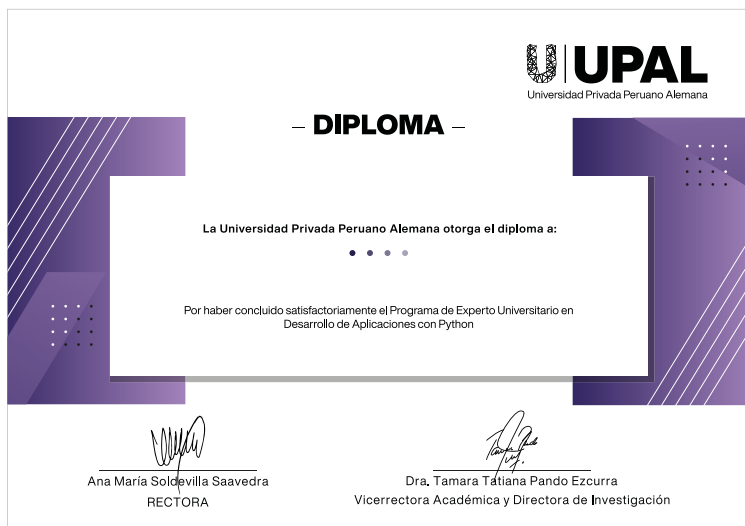 UPAL
Universidad Privada Peruano Alemana
– DIPLOMA –
La Universidad Privada Peruano Alemana otorga el diploma a:
Por haber concluido satisfactoriamente el Programa de Experto Universitario en
Desarrollo de Aplicaciones con Python
Ana María Soldevilla Saavedra
RECTORA
Dra. Tamara Tatiana Pando Ezcurra
Vicerrectora Académica y Directora de Investigación